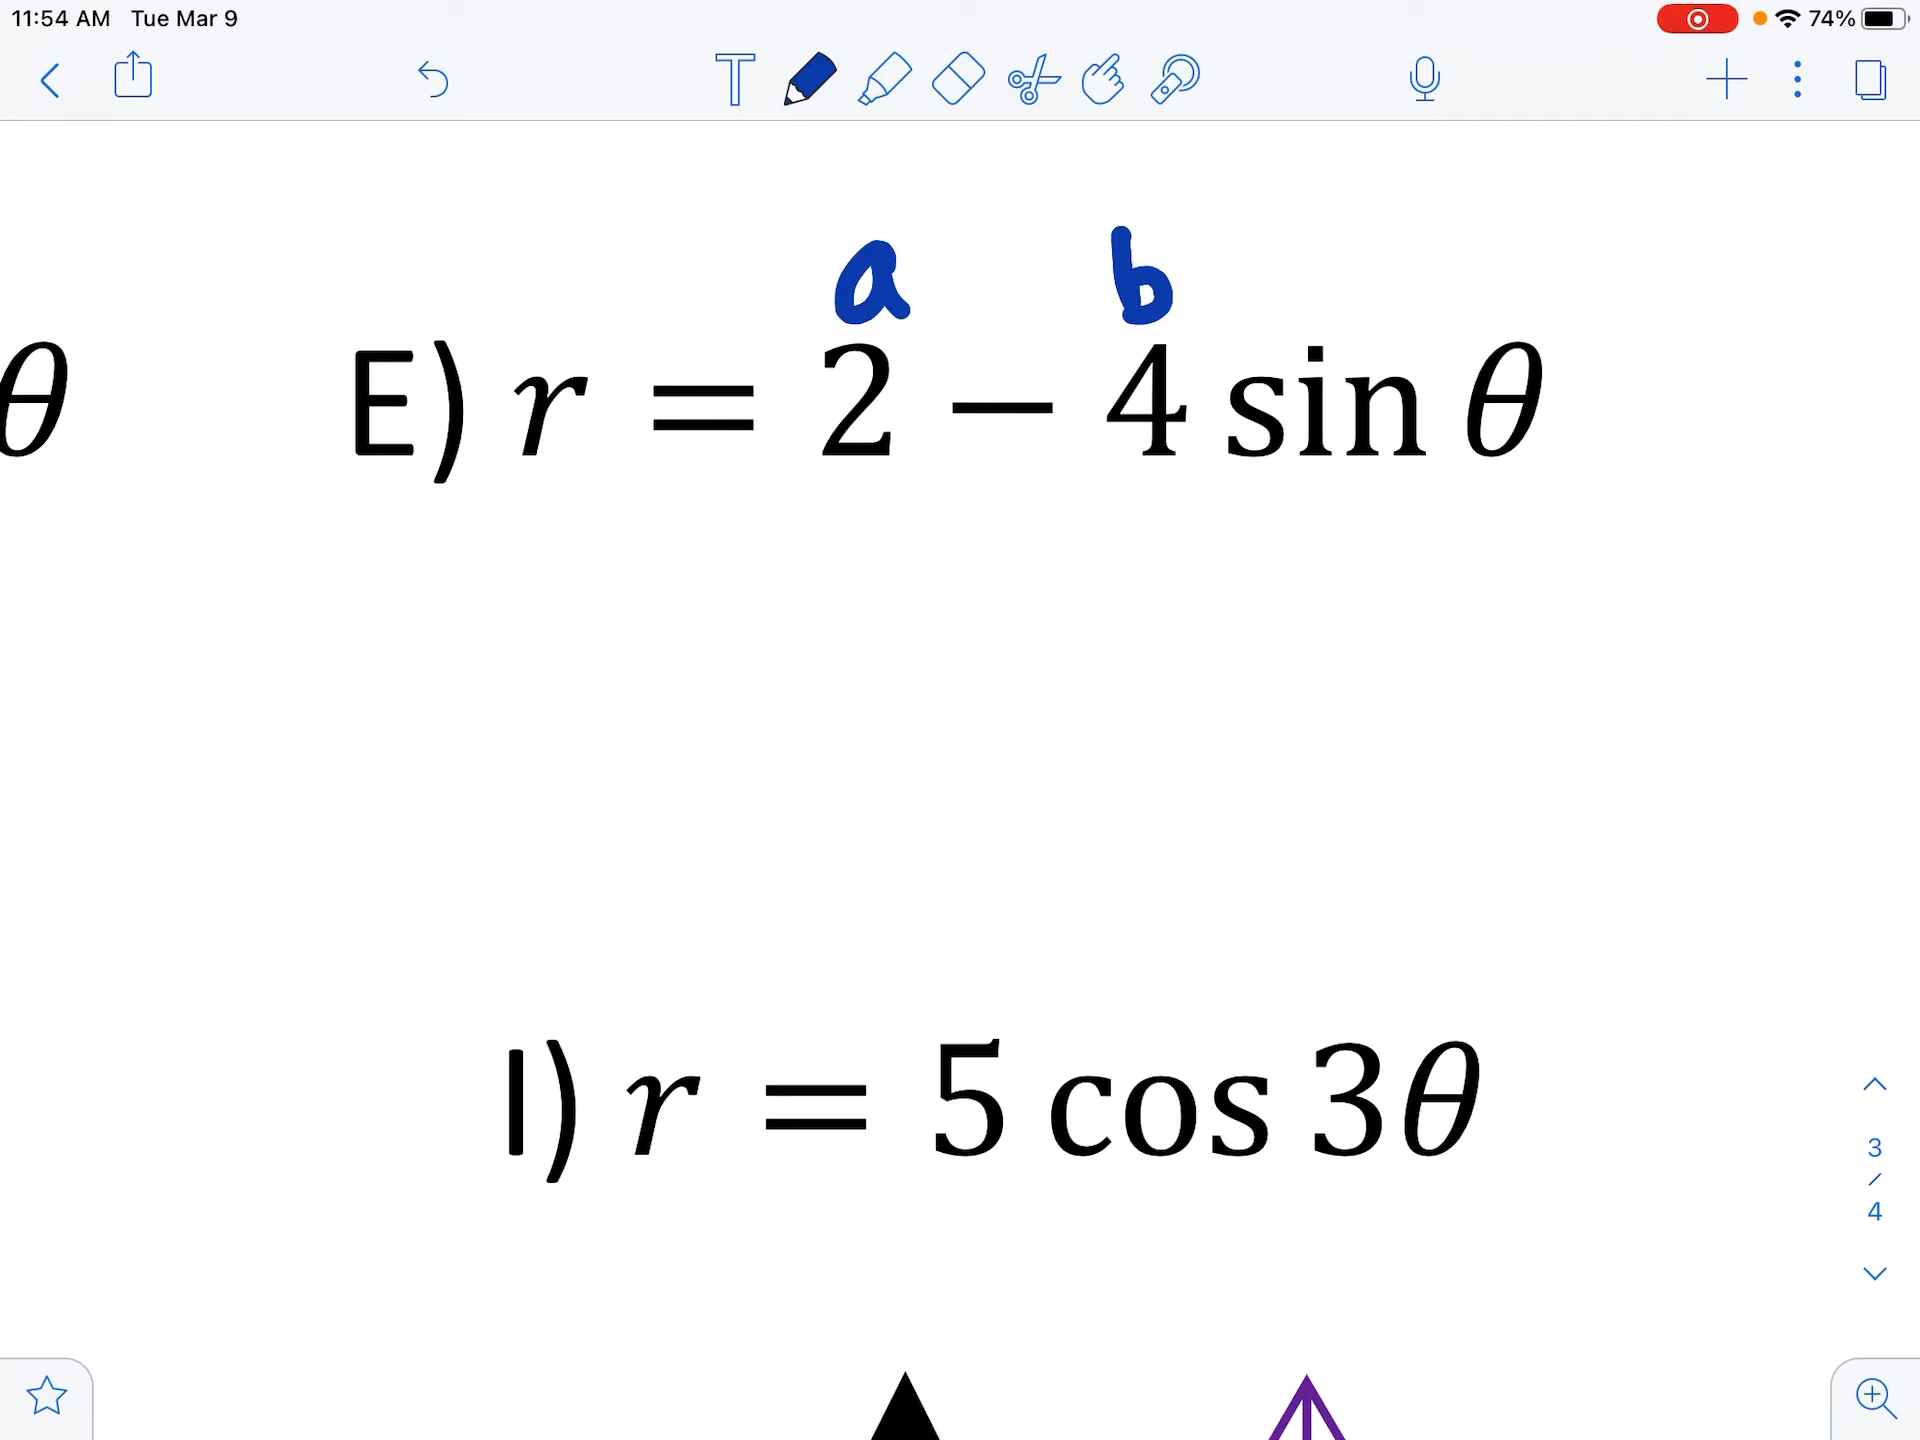 11:54 AM Tue Mar 9 74%
T
a b
θ E) r = 2 − 4 sin θ
I) r = 5 cos 3θ
3
/
4